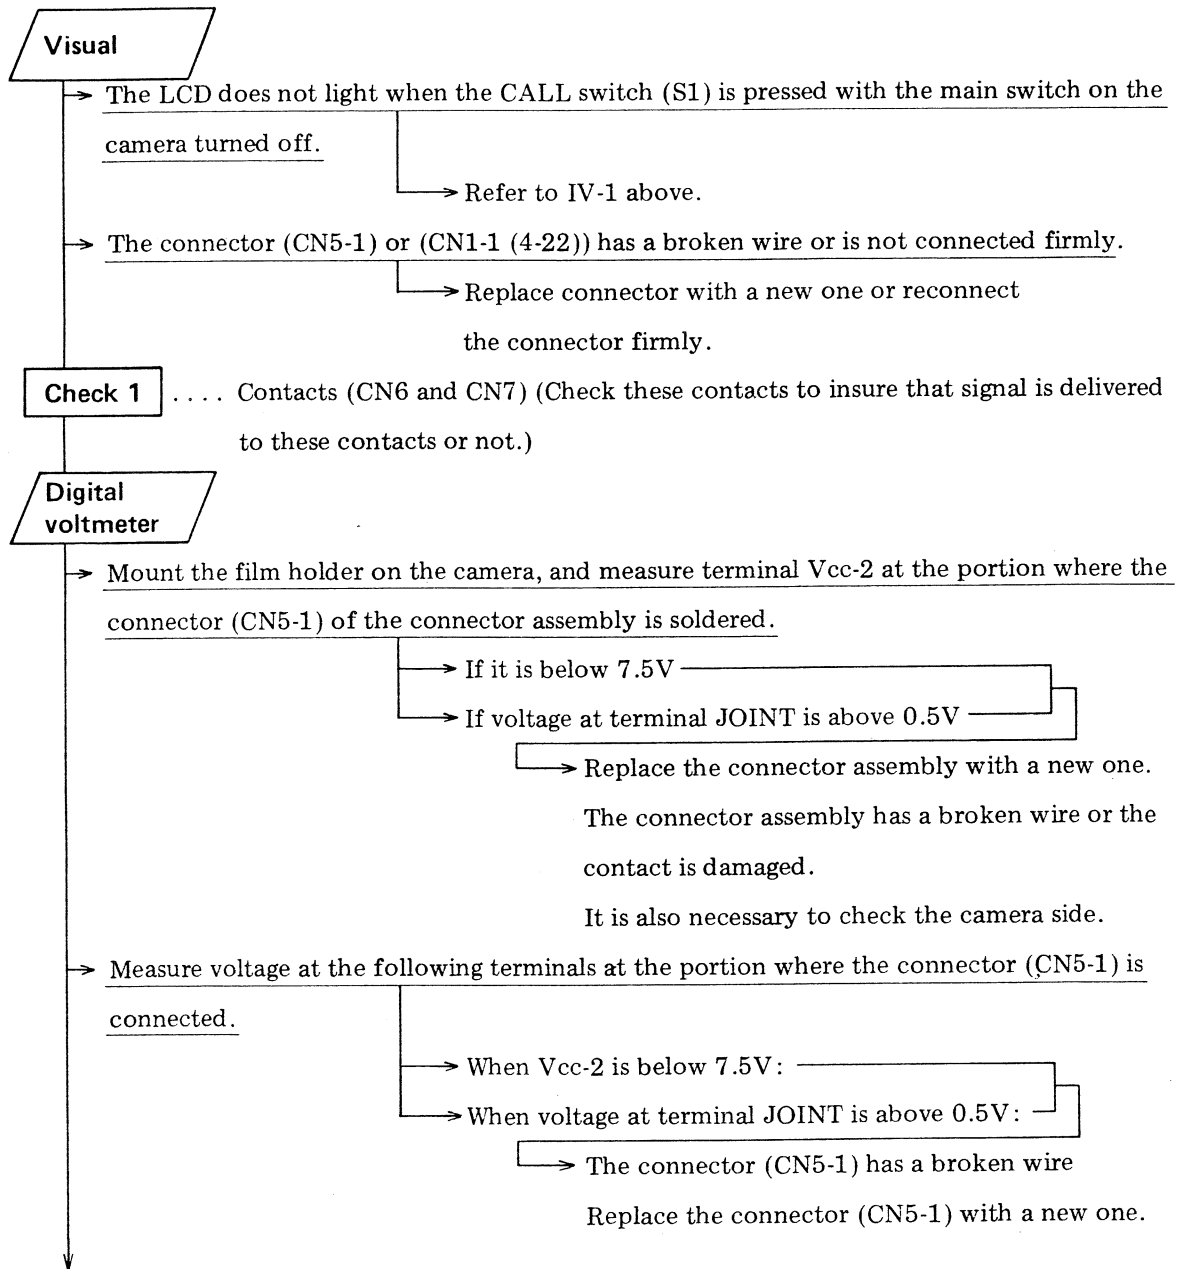 Visual
The LCD does not light when the CALL switch (S1) is pressed with the main switch on the
camera turned off.
Refer to IV-1 above.
The connector (CN5-1) or (CN1-1 (4-22)) has a broken wire or is not connected firmly.
Replace connector with a new one or reconnect
the connector firmly.
Check 1 .... Contacts (CN6 and CN7) (Check these contacts to insure that signal is delivered
to these contacts or not.)
Digital
voltmeter
Mount the film holder on the camera, and measure terminal Vcc-2 at the portion where the
connector (CN5-1) of the connector assembly is soldered.
If it is below 7.5V
If voltage at terminal JOINT is above 0.5V
Replace the connector assembly with a new one.
The connector assembly has a broken wire or the
contact is damaged.
It is also necessary to check the camera side.
Measure voltage at the following terminals at the portion where the connector (CN5-1) is
connected.
When Vcc-2 is below 7.5V:
When voltage at terminal JOINT is above 0.5V:
The connector (CN5-1) has a broken wire
Replace the connector (CN5-1) with a new one.